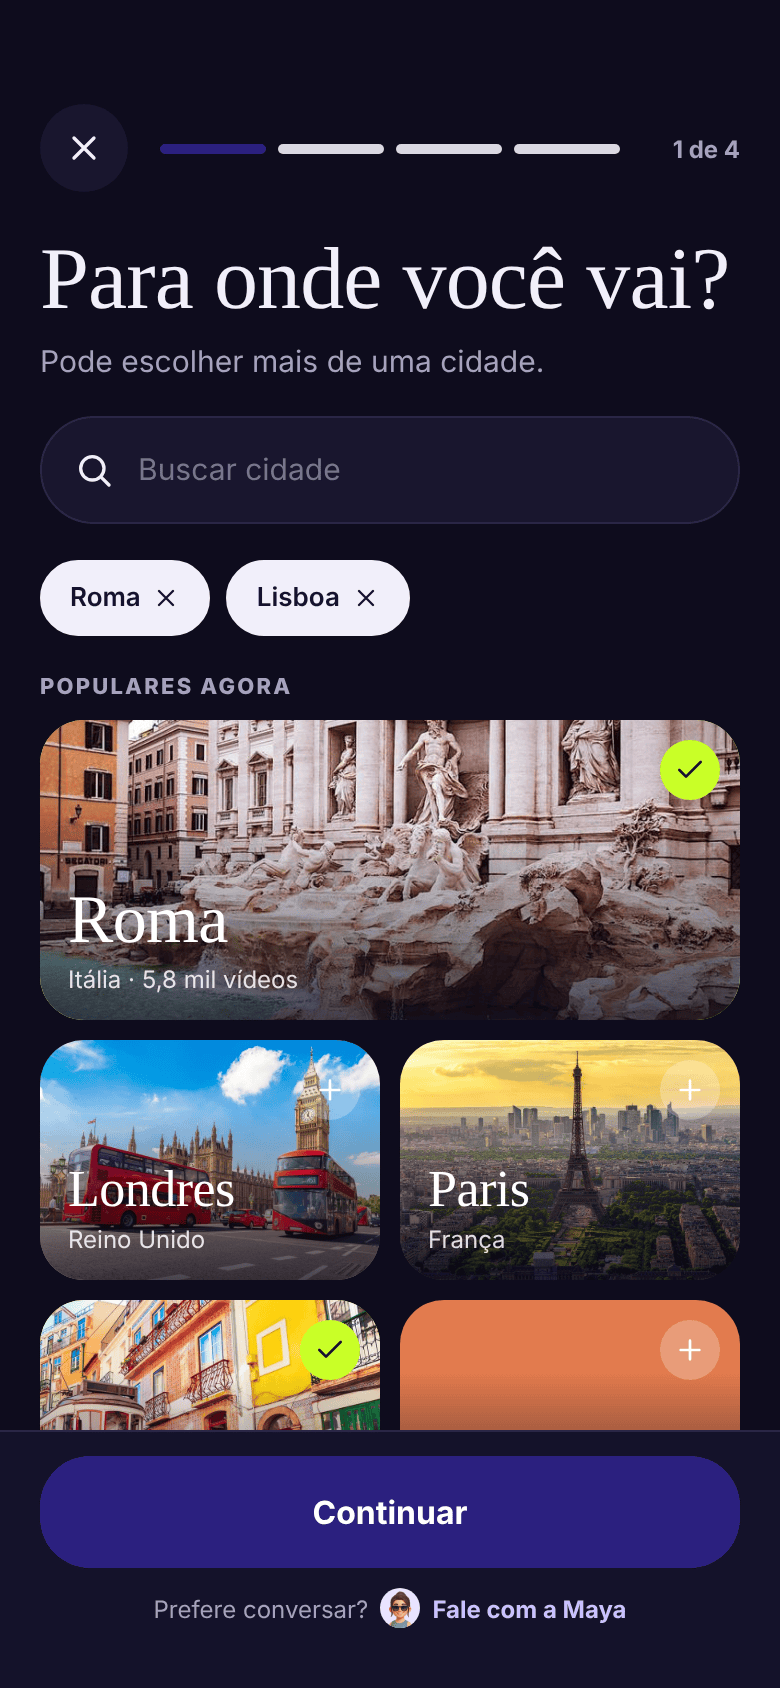 1 de 4
Para onde você vai?
Pode escolher mais de uma cidade.
Buscar cidade
Roma
Lisboa
POPULARES AGORA
Roma
Itália · 5,8 mil vídeos
Londres
Reino Unido
Paris
França
Continuar
Prefere conversar? Fale com a Maya